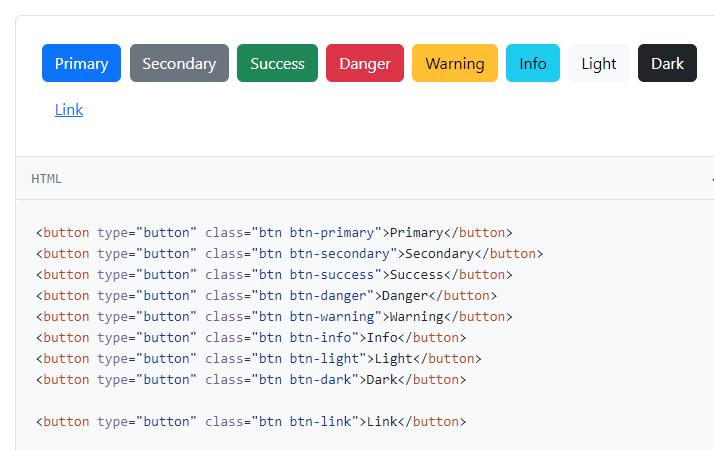 Primary Secondary Success Danger Warning Info Light Dark
Link
HTML
<button type="button" class="btn btn-primary">Primary</button>
<button type="button" class="btn btn-secondary">Secondary</button>
<button type="button" class="btn btn-success">Success</button>
<button type="button" class="btn btn-danger">Danger</button>
<button type="button" class="btn btn-warning">Warning</button>
<button type="button" class="btn btn-info">Info</button>
<button type="button" class="btn btn-light">Light</button>
<button type="button" class="btn btn-dark">Dark</button>
<button type="button" class="btn btn-link">Link</button>